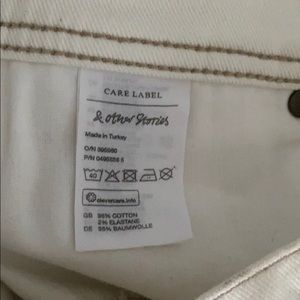 CARE LABEL
& other Stories
Made in Turkey
40
clevercare.info
GB 98% COTTON
2% ELASTANE
DE 98% BAUMWOLLE